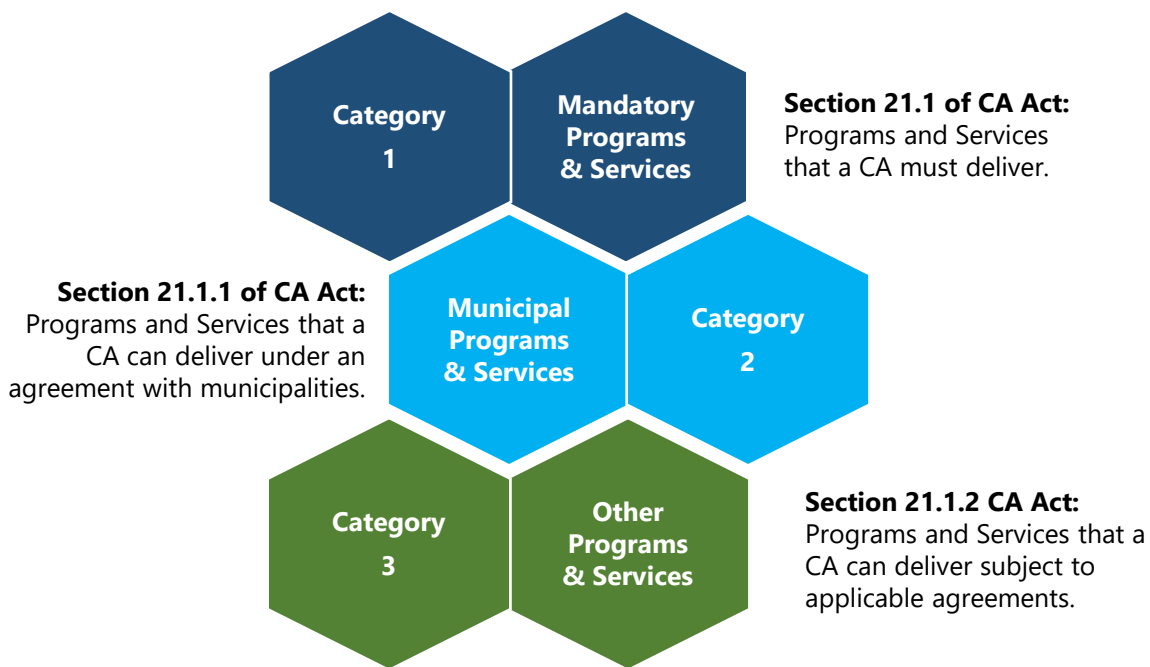 Category
1
Mandatory
Programs
& Services
Section 21.1 of CA Act:
Programs and Services
that a CA must deliver.
Section 21.1.1 of CA Act:
Programs and Services that a
CA can deliver under an
agreement with municipalities.
Municipal
Programs
& Services
Category
2
Category
3
Other
Programs
& Services
Section 21.1.2 CA Act:
Programs and Services that a
CA can deliver subject to
applicable agreements.